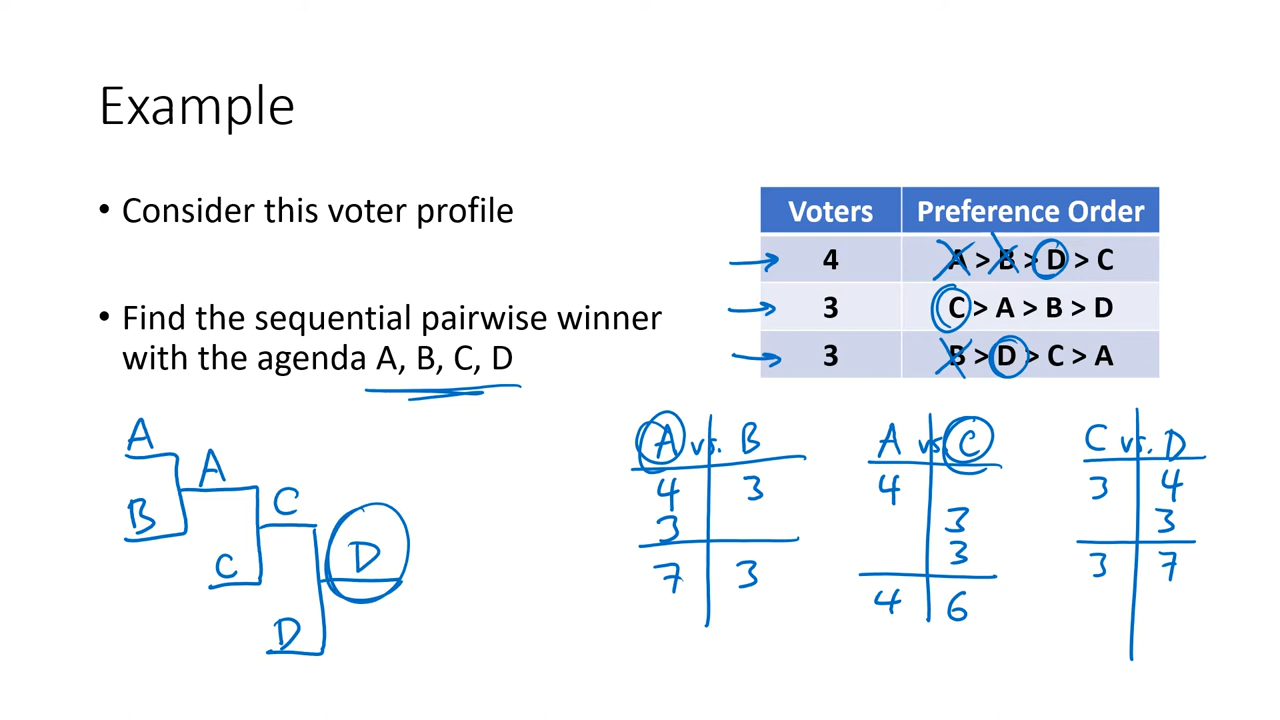 Example
• Consider this voter profile
• Find the sequential pairwise winner
with the agenda A, B, C, D
Voters Preference Order
4 A > B > D > C
3 C > A > B > D
3 B > D > C > A
A
B
A
C
C
D
D
A vs. B
4 3
3
7 3
A vs. C
4
3
3
4 6
C vs. D
3 4
3
3 7